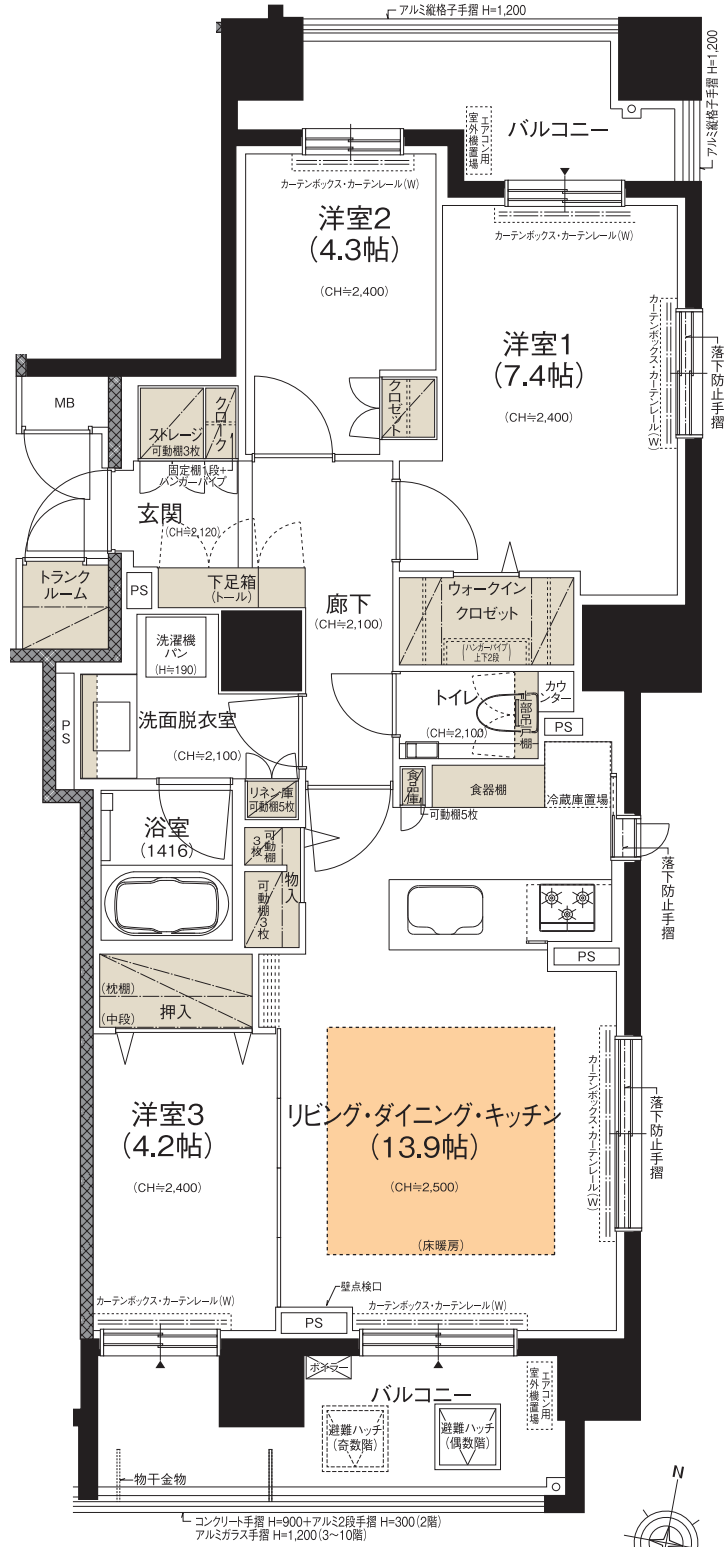 アルミ縦格子手摺 H=1,200
アルミ縦格子手摺 H=1,200
エアコン用
室外機置場
バルコニー
カーテンボックス・カーテンレール(W)
洋室2
(4.3帖)
(CH≒2,400)
カーテンボックス・カーテンレール(W)
カーテンボックス・カーテンレール(W)
落下防止手摺
洋室1
(7.4帖)
(CH≒2,400)
MB
ストレージ
可動棚3枚
クローク
クロゼット
固定棚1段+
ハンガーパイプ
玄関
(CH≒2,120)
トランク
ルーム
PS
下足箱
(トール)
廊下
(CH≒2,100)
ウォークイン
クロゼット
ハンガーパイプ
上下2段
洗濯機
パン
(H≒190)
PS
洗面脱衣室
(CH≒2,100)
トイレ
(CH≒2,100)
上部吊戸棚
カウ
ンター
PS
リネン庫
可動棚5枚
食品庫
食器棚
冷蔵庫置場
可動棚5枚
浴室
(1416)
可動棚
3枚
物入
可動棚3枚
落下防止手摺
PS
(枕棚)
押入
(中段)
洋室3
(4.2帖)
(CH≒2,400)
リビング・ダイニング・キッチン
(13.9帖)
(CH≒2,500)
(床暖房)
カーテンボックス・カーテンレール(W)
落下防止手摺
カーテンボックス・カーテンレール(W)
壁点検口
PS
カーテンボックス・カーテンレール(W)
ボイラー
バルコニー
エアコン用
室外機置場
避難ハッチ
(奇数階)
避難ハッチ
(偶数階)
物干金物
コンクリート手摺 H=900+アルミ2段手摺 H=300(2階)
アルミガラス手摺 H=1,200(3~10階)
N